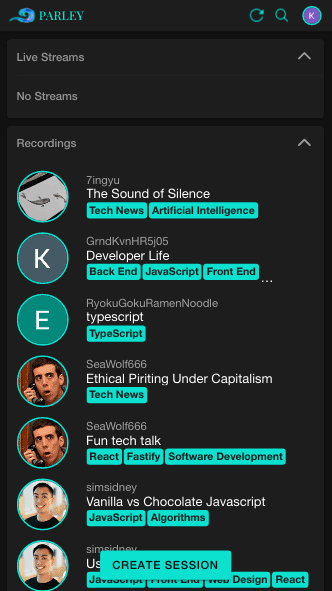 PARLEY
K
Live Streams
No Streams
Recordings
7ingyu
The Sound of Silence
Tech News Artificial Intelligence
K
GrndKvnHR5j05
Developer Life
Back End JavaScript Front End ...
E
RyokuGokuRamenNoodle
typescript
TypeScript
SeaWolf666
Ethical Piriting Under Capitalism
Tech News
SeaWolf666
Fun tech talk
React Fastify Software Development
simsidney
Vanilla vs Chocolate Javascript
JavaScript Algorithms
simsidney
CREATE SESSION
JavaScript Front End Web Design React